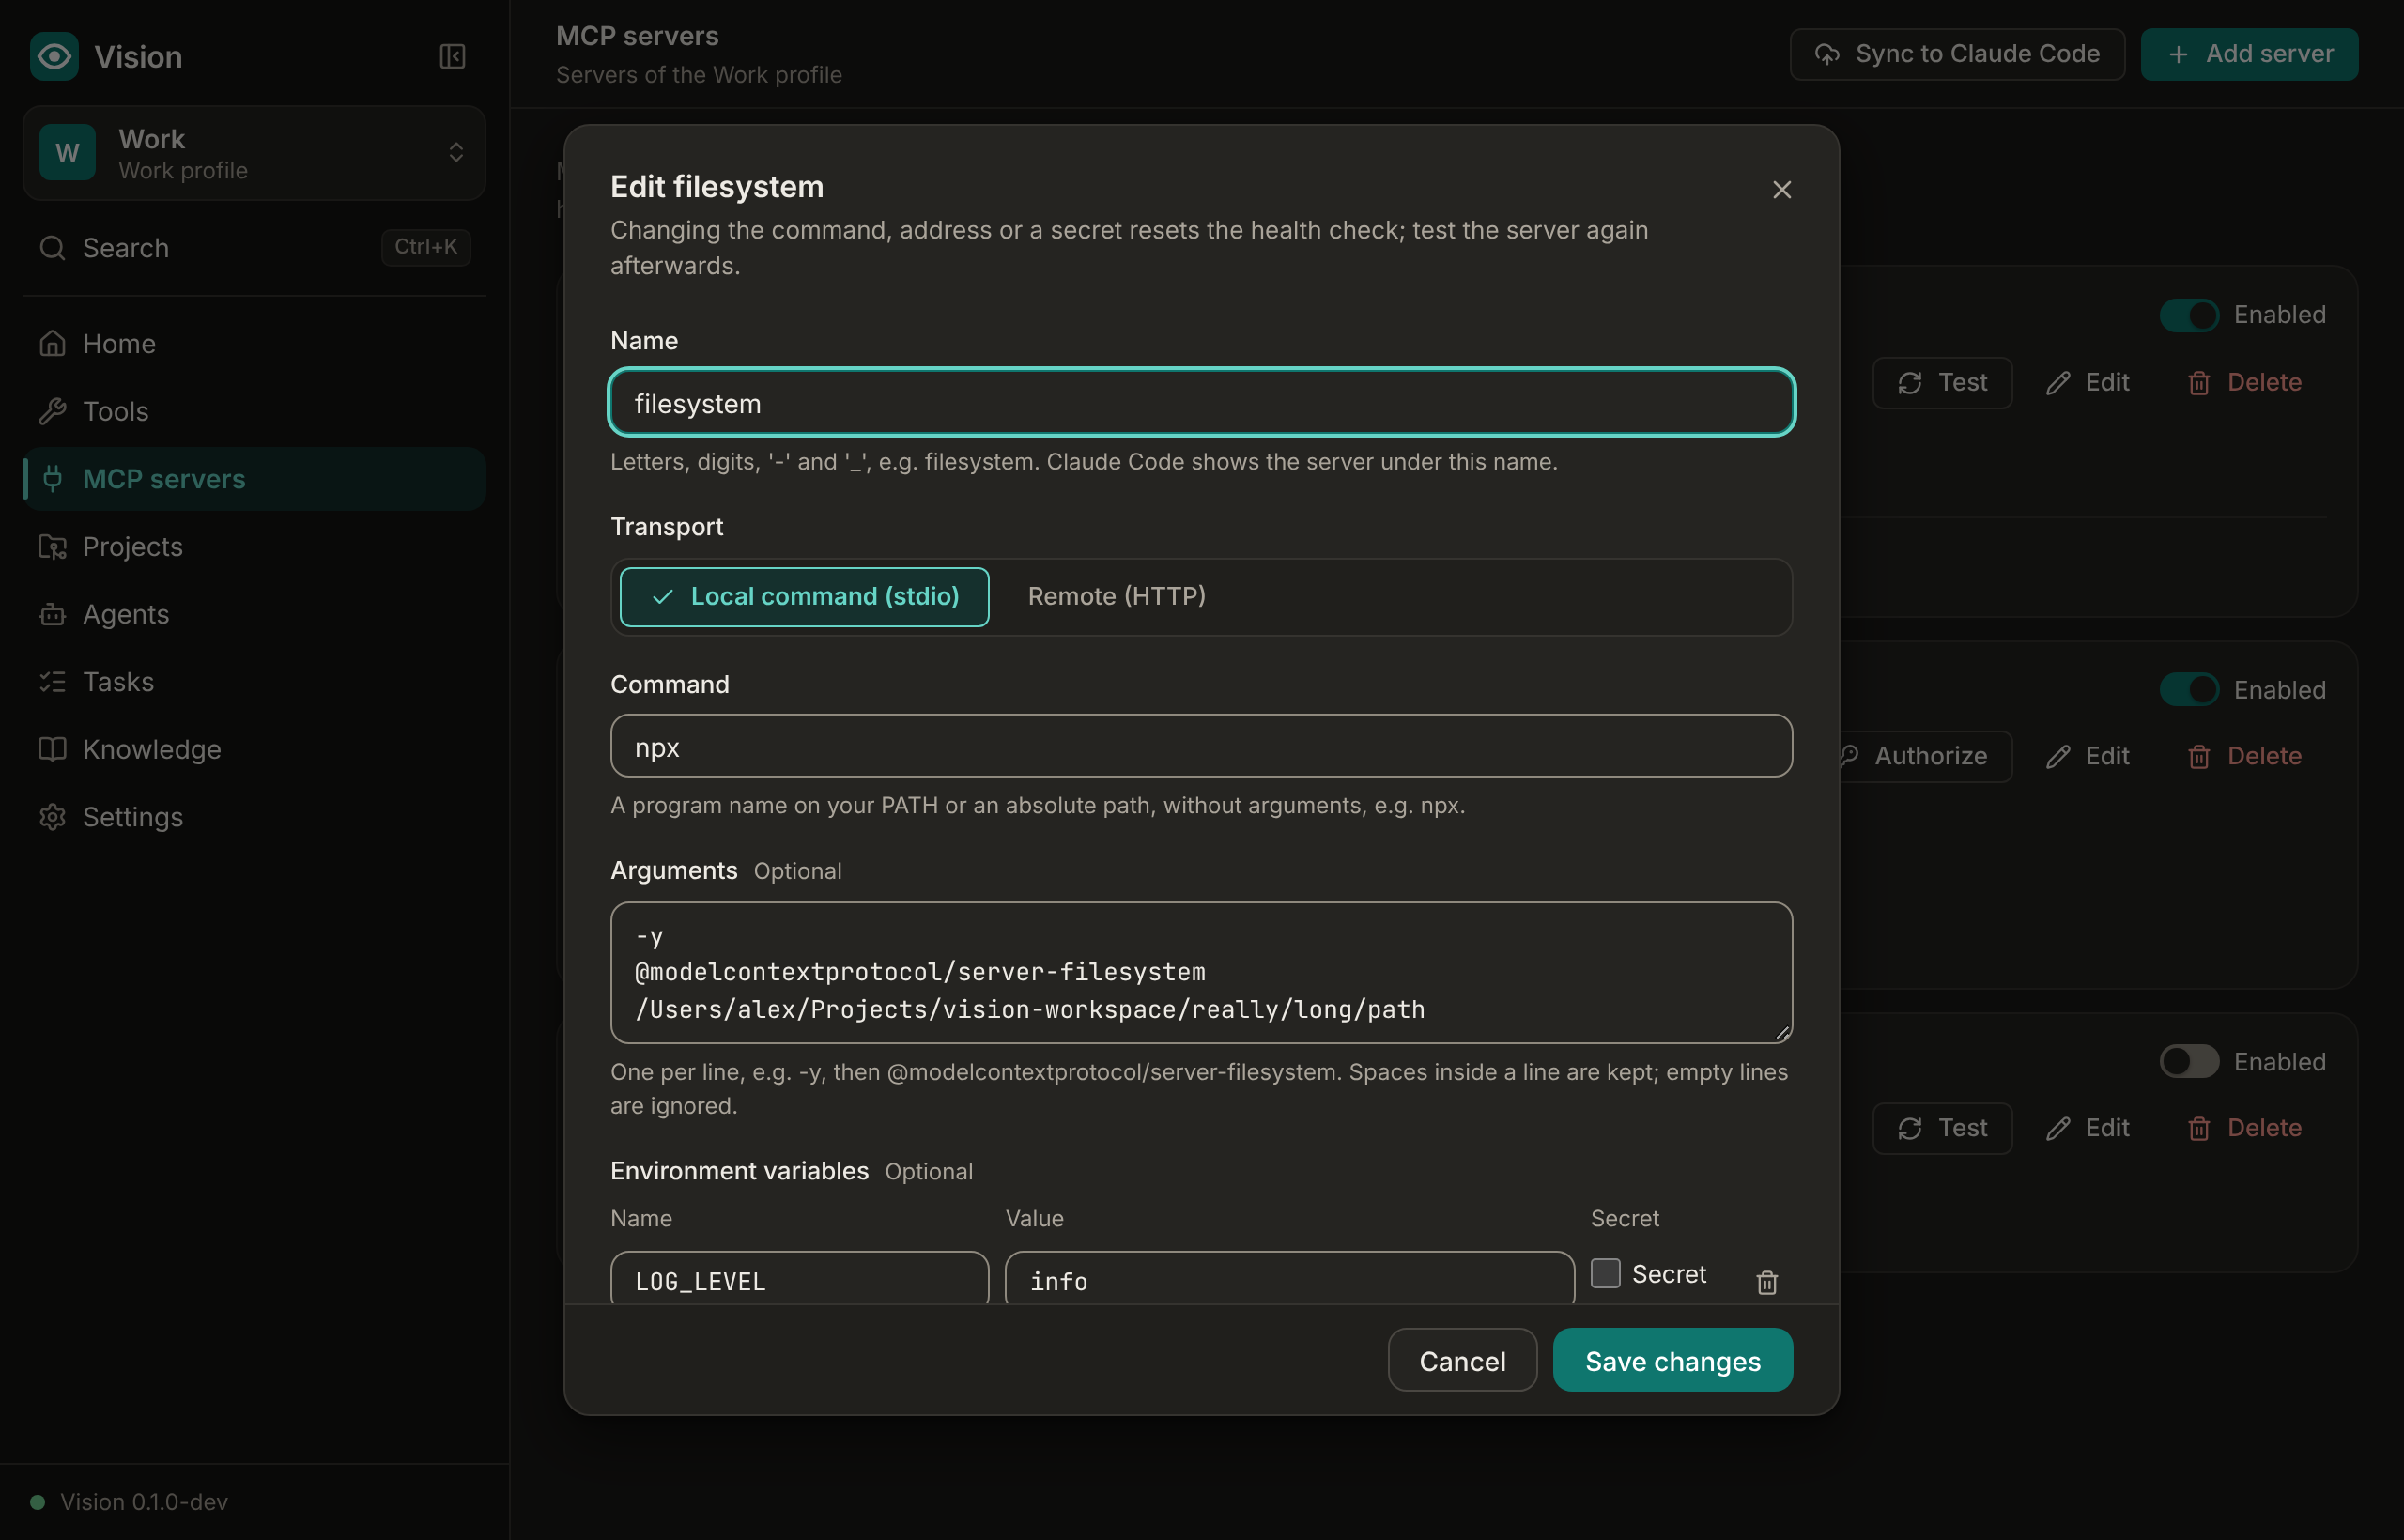 Vision
Work
Work profile
W
Search
Ctrl+K
Home
Tools
MCP servers
Projects
Agents
Tasks
Knowledge
Settings
Vision 0.1.0-dev
MCP servers
Servers of the Work profile
Sync to Claude Code
Add server
Edit filesystem
Changing the command, address or a secret resets the health check; test the server again
afterwards.
Name
filesystem
Letters, digits, '-' and '_', e.g. filesystem. Claude Code shows the server under this name.
Transport
Local command (stdio)
Remote (HTTP)
Command
npx
A program name on your PATH or an absolute path, without arguments, e.g. npx.
Arguments Optional
-y
@modelcontextprotocol/server-filesystem
/Users/alex/Projects/vision-workspace/really/long/path
One per line, e.g. -y, then @modelcontextprotocol/server-filesystem. Spaces inside a line are kept; empty lines
are ignored.
Environment variables Optional
Name Value Secret
LOG_LEVEL info Secret
Cancel
Save changes
Enabled
Test Edit Delete
Enabled
Authorize Edit Delete
Enabled
Test Edit Delete